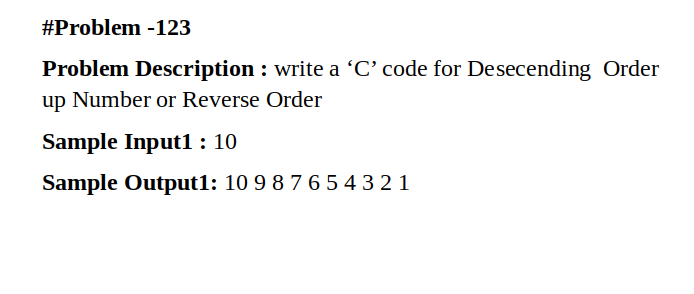 #Problem -123
Problem Description : write a ‘C’ code for Desecending  Order
up Number or Reverse Order
Sample Input1 : 10
Sample Output1: 10 9 8 7 6 5 4 3 2 1